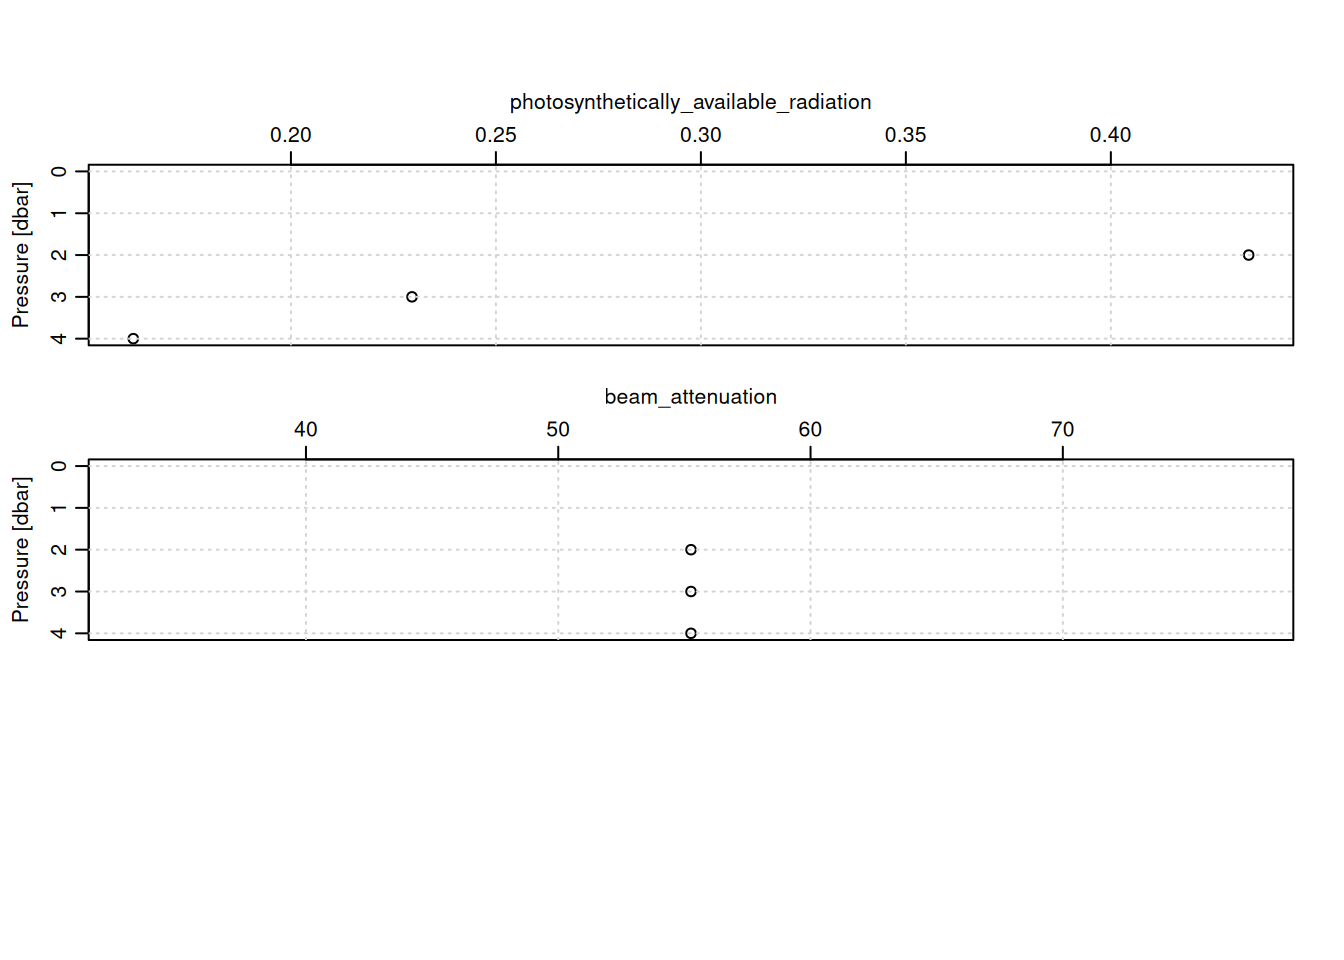 photosynthetically_available_radiation
0.20 0.25 0.30 0.35 0.40
Pressure [dbar]
0
1
2
3
4
beam_attenuation
40 50 60 70
Pressure [dbar]
0
1
2
3
4